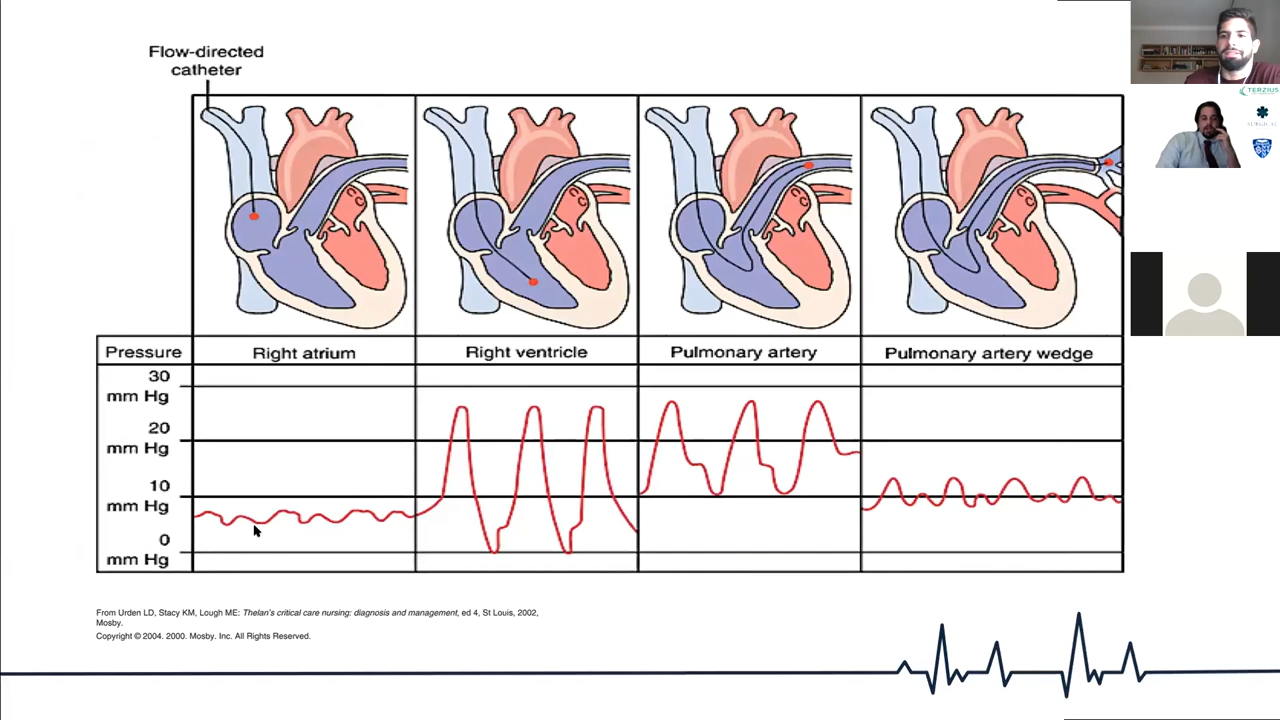 Flow-directed
catheter
Pressure
Right atrium
Right ventricle
Pulmonary artery
Pulmonary artery wedge
30
mm Hg
20
mm Hg
10
mm Hg
0
mm Hg
From Urden LD, Stacy KM, Lough ME: Thelan's critical care nursing: diagnosis and management, ed 4, St Louis, 2002,
Mosby.
Copyright © 2004. 2000. Mosby. Inc. All Rights Reserved.
TERZIUS